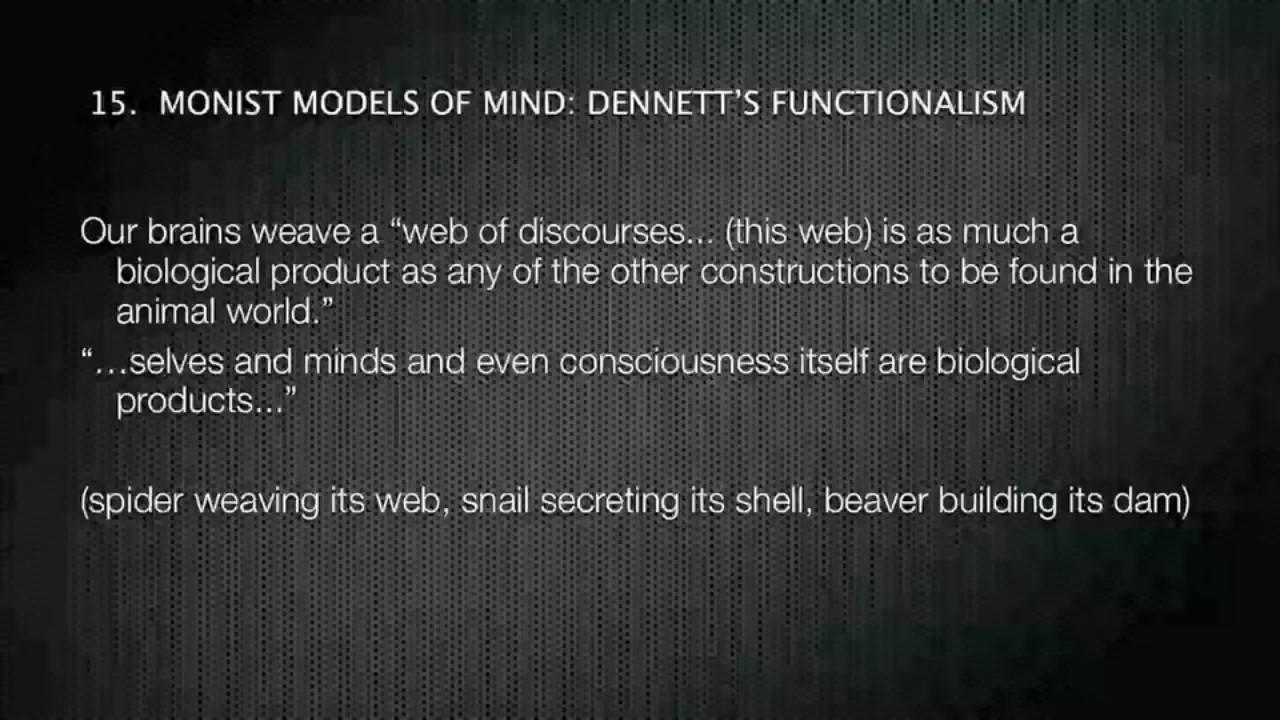 15. MONIST MODELS OF MIND: DENNETT’S FUNCTIONALISM
Our brains weave a “web of discourses... (this web) is as much a
biological product as any of the other constructions to be found in the
animal world.”
“…selves and minds and even consciousness itself are biological
products...”
(spider weaving its web, snail secreting its shell, beaver building its dam)